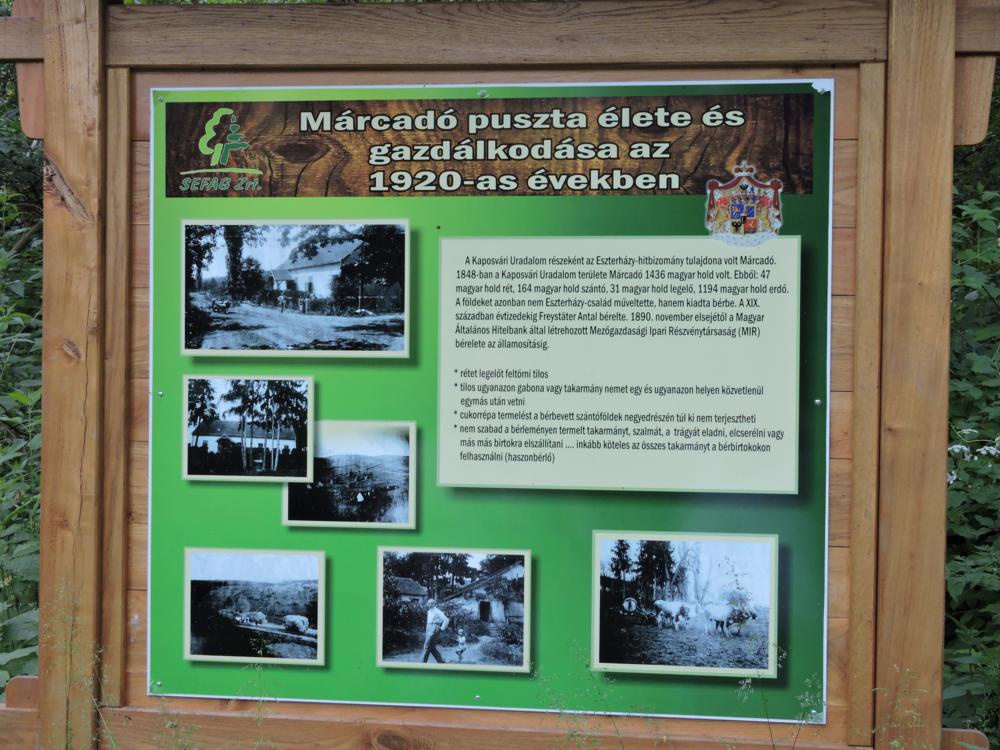 Márcadó puszta élete és
gazdálkodása az
1920-as években
SEFAG Zrt.
A Kaposvári Uradalom részeként az Eszterházy-hitbizomány tulajdona volt Márcadó.
1848-ban a Kaposvári Uradalom területe Márcadó 1436 magyar hold volt. Ebből: 47
magyar hold rét, 164 magyar hold szántó, 31 magyar hold legelő, 1194 magyar hold erdő.
A földeket azonban nem Eszterházy-család műveltette, hanem kiadta bérbe. A XIX.
században évtizedekig Freystäter Antal bérelte. 1890. november elsejétől a Magyar
Általános Hitelbank által létrehozott Mezőgazdasági Ipari Részvénytársaság (MIR)
bérelete az államosításig.
* rétet legelőt feltörni tilos
* tilos ugyanazon gabona vagy takarmány nemet egy és ugyanazon helyen közvetlenül
egymás után vetni
* cukorrépa termelést a bérbevett szántóföldek negyedrészén túl ki nem terjesztheti
* nem szabad a bérleményen termelt takarmányt, szalmát, a trágyát eladni, elcserélni vagy
más más birtokra elszállítani .... inkább köteles az összes takarmányt a bérbirtokokon
felhasználni (haszonbérlő)